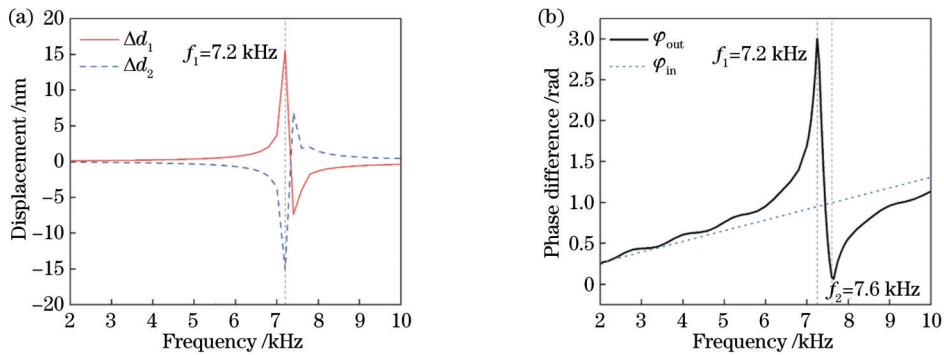 (a)
20
15
10
5
0
−5
−10
−15
−20
Δd1
Δd2
f1=7.2 kHz
Displacement /nm
2 3 4 5 6 7 8 9 10
Frequency /kHz
(b)
3.0
2.5
2.0
1.5
1.0
0.5
0
φout
φin
f1=7.2 kHz
f2=7.6 kHz
Phase difference /rad
2 3 4 5 6 7 8 9 10
Frequency /kHz